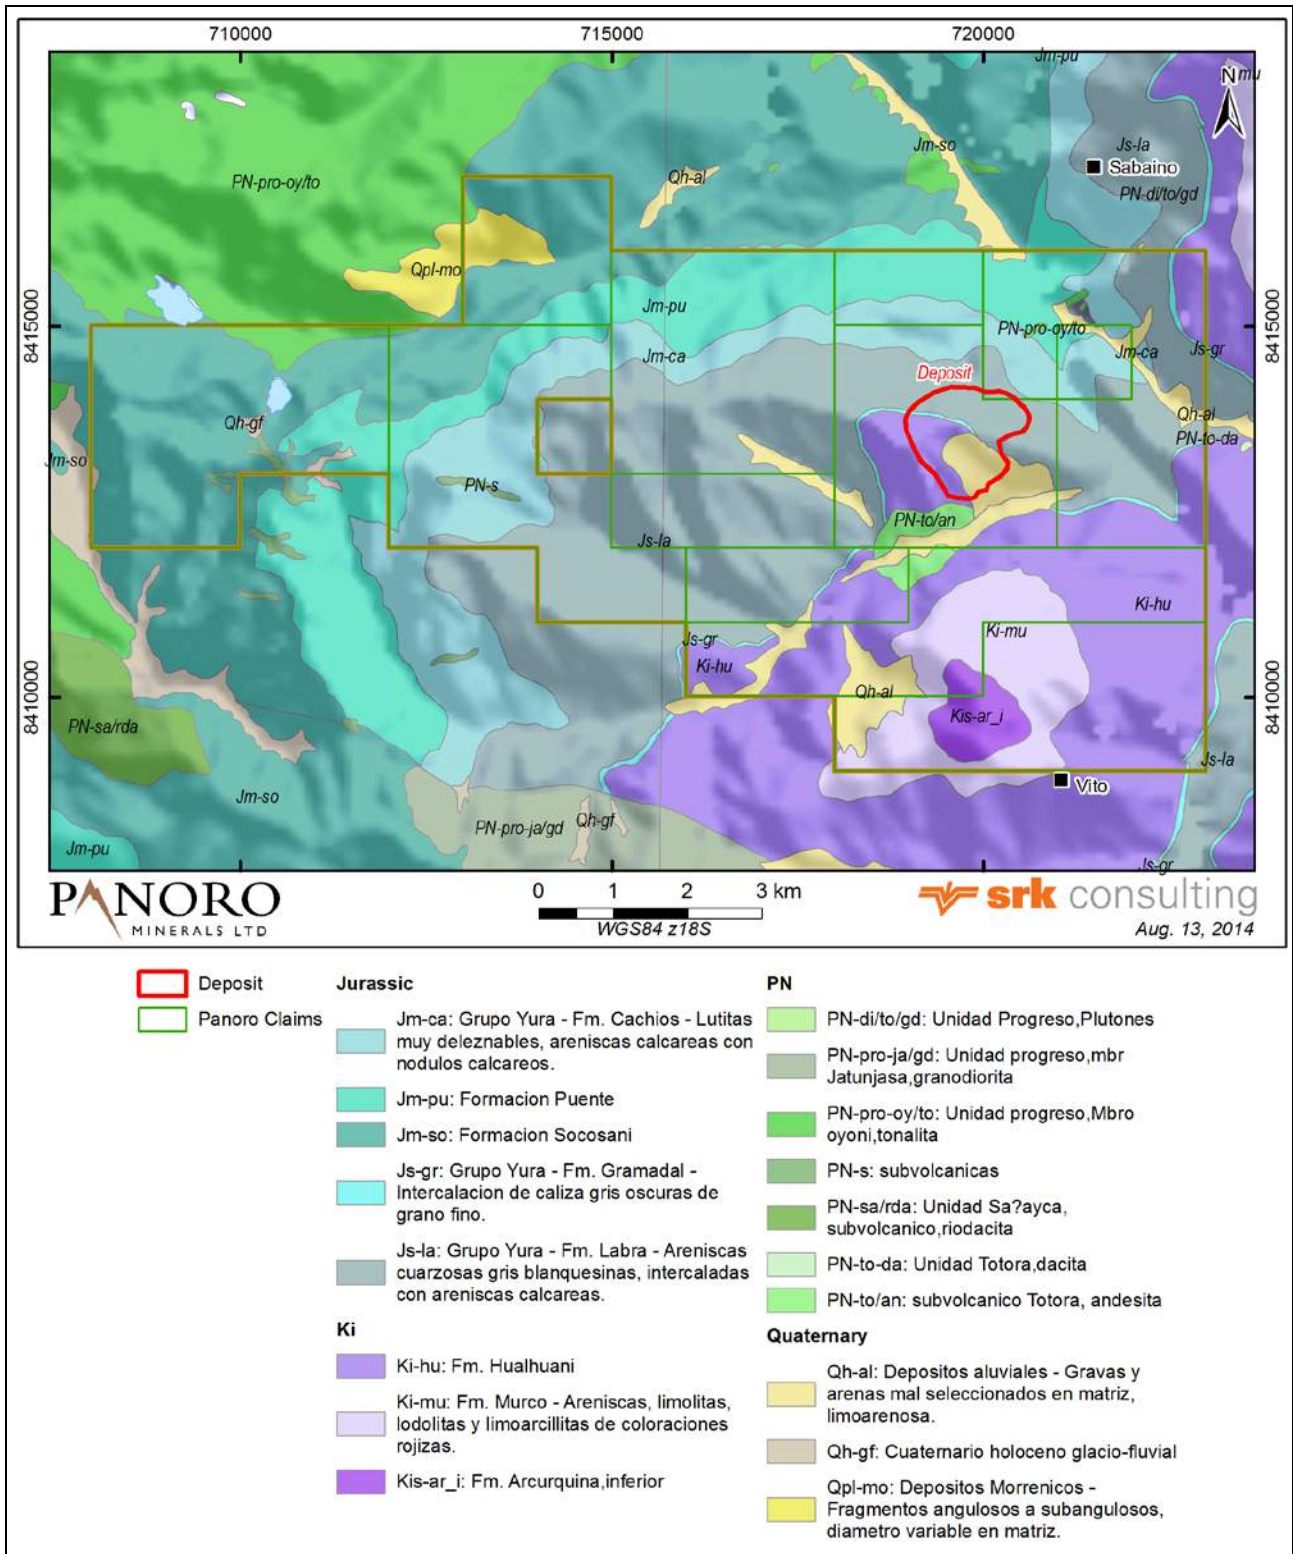 710000 715000 720000
Jm-pu
N
mu
Js-la
Sabaino
PN-di/to/gd
Jm-so
PN-pro-oy/to
Qh-al
Qpl-mo
8415000
8415000
Jm-pu
PN-pro-oy/to
Jm-ca
Jm-ca
Js-gr
Deposit
Qh-gf
Qh-al
PN-to-da
Jm-so
PN-s
PN-to/an
Js-la
Ki-hu
Ki-mu
Js-gr
Ki-hu
Qh-al
8410000
8410000
PN-sa/rda
Kis-ar_i
Js-la
Jm-so
Vito
PN-pro-ja/gd
Qh-gf
Jm-pu
Js-gr
PANORO
MINERALS LTD
0 1 2 3 km
WGS84 z18S
srk consulting
Aug. 13, 2014
Deposit
Panoro Claims
Jurassic
Jm-ca: Grupo Yura - Fm. Cachios - Lutitas
muy deleznables, areniscas calcareas con
nodulos calcareos.
Jm-pu: Formacion Puente
Jm-so: Formacion Socosani
Js-gr: Grupo Yura - Fm. Gramadal -
Intercalacion de caliza gris oscuras de
grano fino.
Js-la: Grupo Yura - Fm. Labra - Areniscas
cuarzosas gris blanquesinas, intercaladas
con areniscas calcareas.
Ki
Ki-hu: Fm. Hualhuani
Ki-mu: Fm. Murco - Areniscas, limolitas,
lodolitas y limoarcillitas de coloraciones
rojizas.
Kis-ar_i: Fm. Arcurquina,inferior
PN
PN-di/to/gd: Unidad Progreso,Plutones
PN-pro-ja/gd: Unidad progreso,mbr
Jatunjasa,granodiorita
PN-pro-oy/to: Unidad progreso,Mbro
oyoni,tonalita
PN-s: subvolcanicas
PN-sa/rda: Unidad Sa?ayca,
subvolcanico,riodacita
PN-to-da: Unidad Totora,dacita
PN-to/an: subvolcanico Totora, andesita
Quaternary
Qh-al: Depositos aluviales - Gravas y
arenas mal seleccionados en matriz,
limoarenosa.
Qh-gf: Cuaternario holoceno glacio-fluvial
Qpl-mo: Depositos Morrenicos -
Fragmentos angulosos a subangulosos,
diametro variable en matriz.